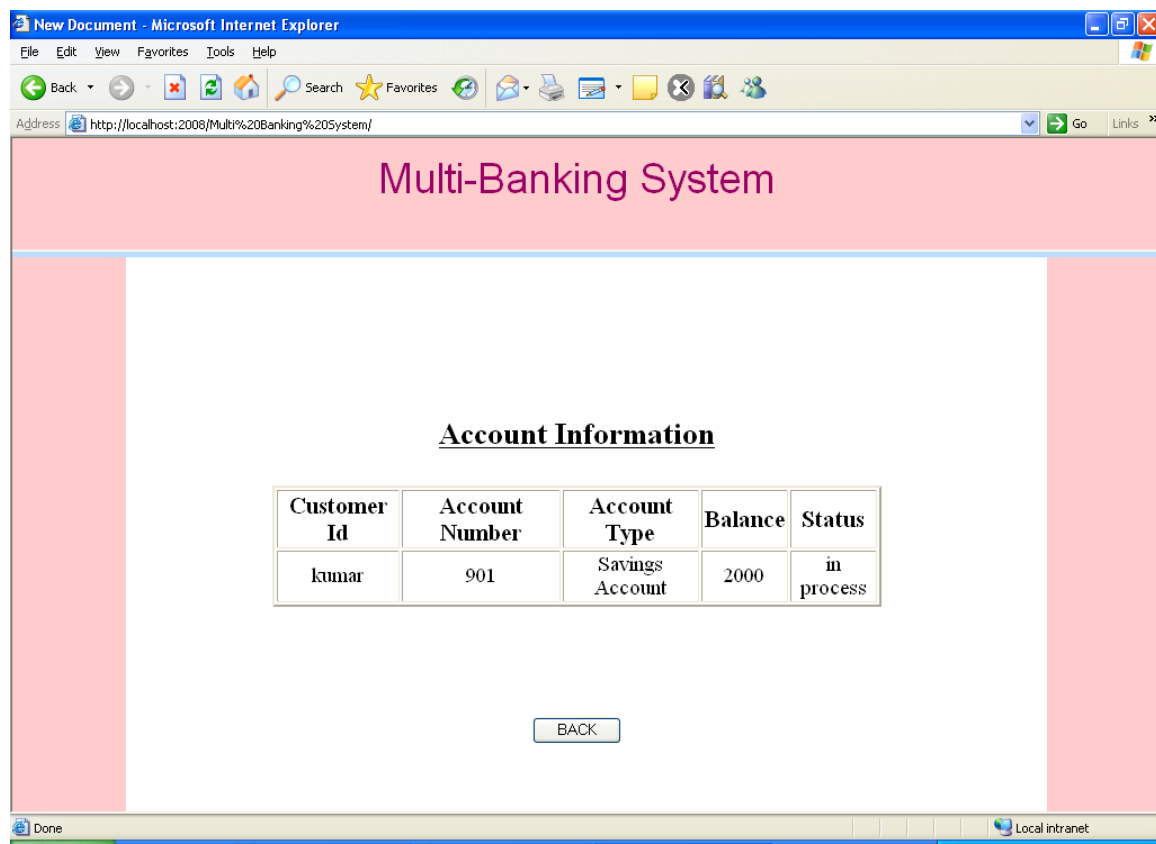 New Document - Microsoft Internet Explorer
File Edit View Favorites Tools Help
Back Search Favorites
Address http://localhost:2008/Multi%20Banking%20System/ Go Links »
Multi-Banking System
Account Information
Customer Id Account Number Account Type Balance Status
kumar 901 Savings Account 2000 in process
BACK
Done Local intranet